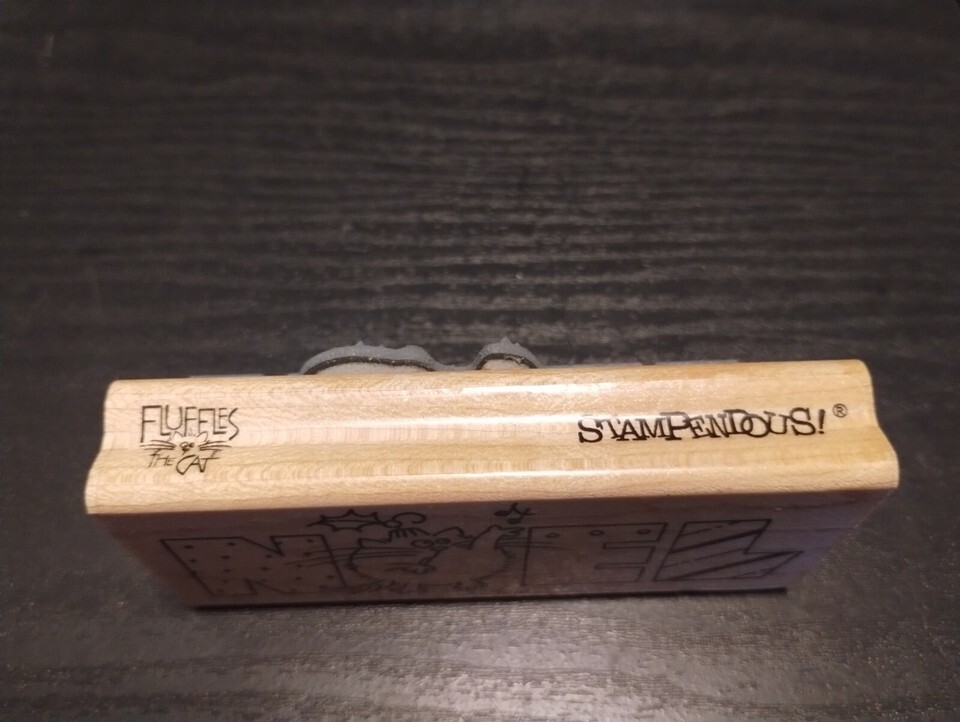 FLUFFLES
THE CAT
STAMPENDOUS!®
NOEL